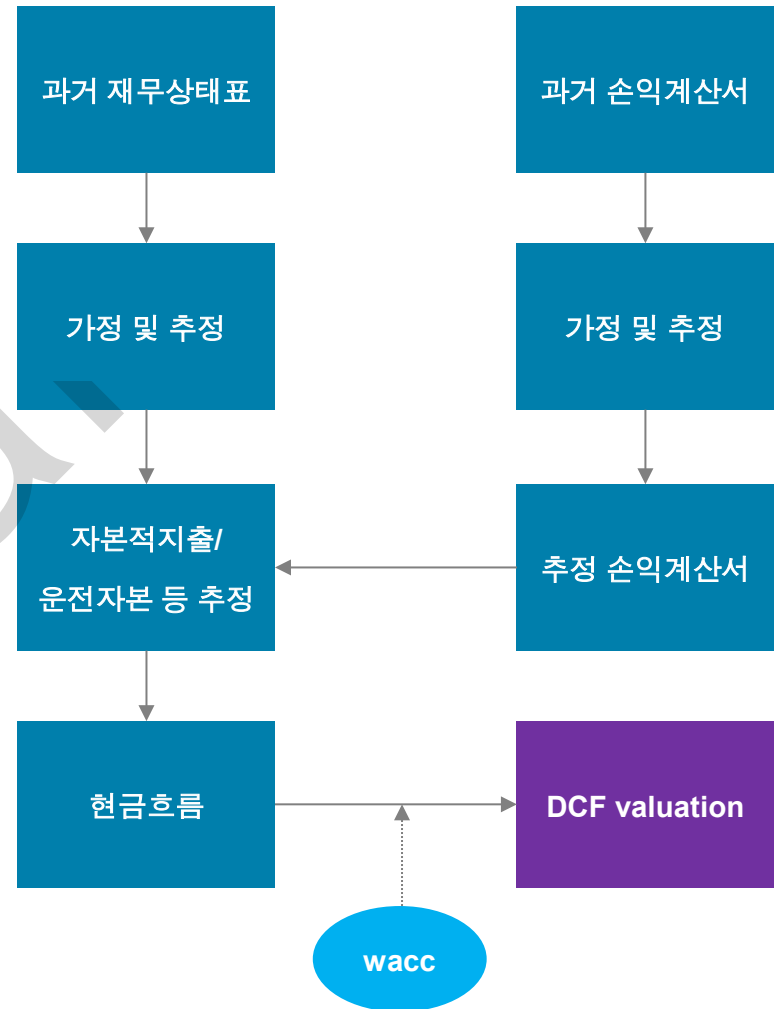 과거 재무상태표
과거 손익계산서
가정 및 추정
가정 및 추정
자본적지출/
운전자본 등 추정
추정 손익계산서
현금흐름
DCF valuation
wacc